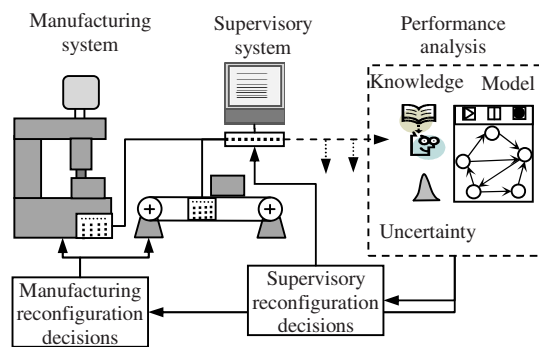 Manufacturing
system
Supervisory
system
Performance
analysis
Knowledge
Model
Uncertainty
Manufacturing
reconfiguration
decisions
Supervisory
reconfiguration
decisions